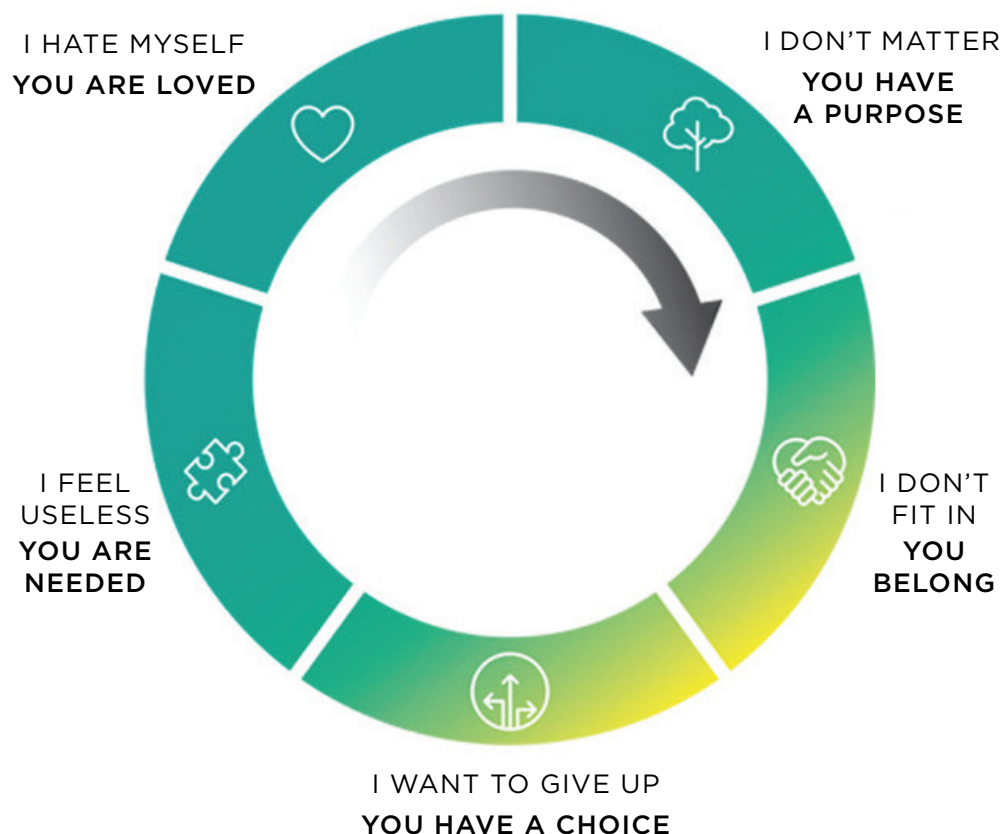 I HATE MYSELF
YOU ARE LOVED
I DON'T MATTER
YOU HAVE
A PURPOSE
I DON'T
FIT IN
YOU
BELONG
I WANT TO GIVE UP
YOU HAVE A CHOICE
I FEEL
USELESS
YOU ARE
NEEDED